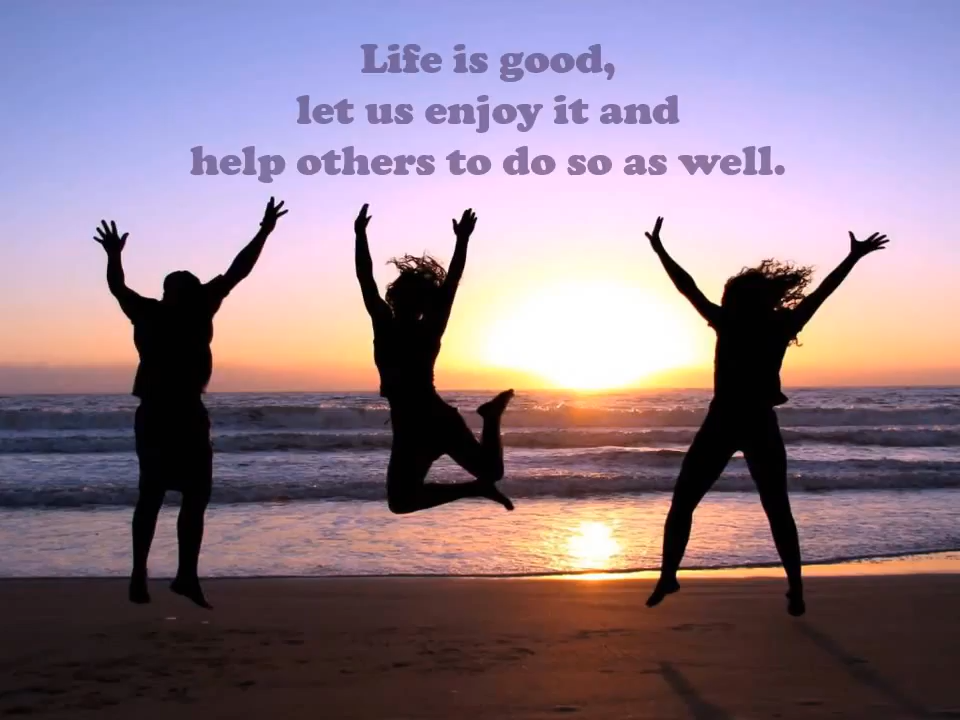 Life is good,
let us enjoy it and
help others to do so as well.